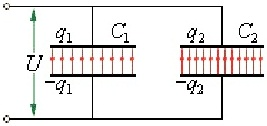 q₁ C₁ q₂ C₂
U
-q₁ -q₂